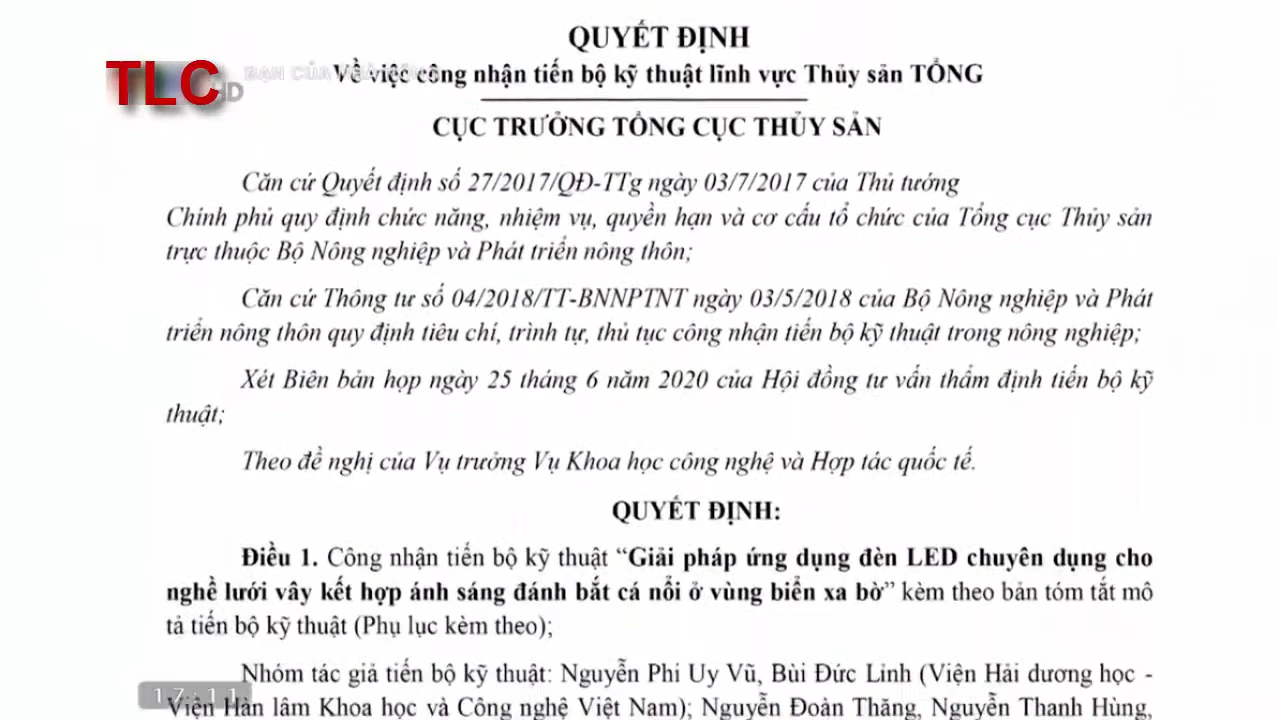 QUYẾT ĐỊNH
TLC
HD
BẠN CỦA
Về việc công nhận tiến bộ kỹ thuật lĩnh vực Thủy sản TỔNG
CỤC TRƯỞNG TỔNG CỤC THỦY SẢN
Căn cứ Quyết định số 27/2017/QĐ-TTg ngày 03/7/2017 của Thủ tướng
Chính phủ quy định chức năng, nhiệm vụ, quyền hạn và cơ cấu tổ chức của Tổng cục Thủy sản
trực thuộc Bộ Nông nghiệp và Phát triển nông thôn;
Căn cứ Thông tư số 04/2018/TT-BNNPTNT ngày 03/5/2018 của Bộ Nông nghiệp và Phát
triển nông thôn quy định tiêu chí, trình tự, thủ tục công nhận tiến bộ kỹ thuật trong nông nghiệp;
Xét Biên bản họp ngày 25 tháng 6 năm 2020 của Hội đồng tư vấn thẩm định tiến bộ kỹ
thuật;
Theo đề nghị của Vụ trưởng Vụ Khoa học công nghệ và Hợp tác quốc tế.
QUYẾT ĐỊNH:
Điều 1. Công nhận tiến bộ kỹ thuật “Giải pháp ứng dụng đèn LED chuyên dụng cho
nghề lưới vây kết hợp ánh sáng đánh bắt cá nổi ở vùng biển xa bờ” kèm theo bản tóm tắt mô
tả tiến bộ kỹ thuật (Phụ lục kèm theo);
Nhóm tác giả tiến bộ kỹ thuật: Nguyễn Phi Uy Vũ, Bùi Đức Linh (Viện Hải dương học -
17:11
Viện Hàn lâm Khoa học và Công nghệ Việt Nam); Nguyễn Đoàn Thăng, Nguyễn Thanh Hùng,